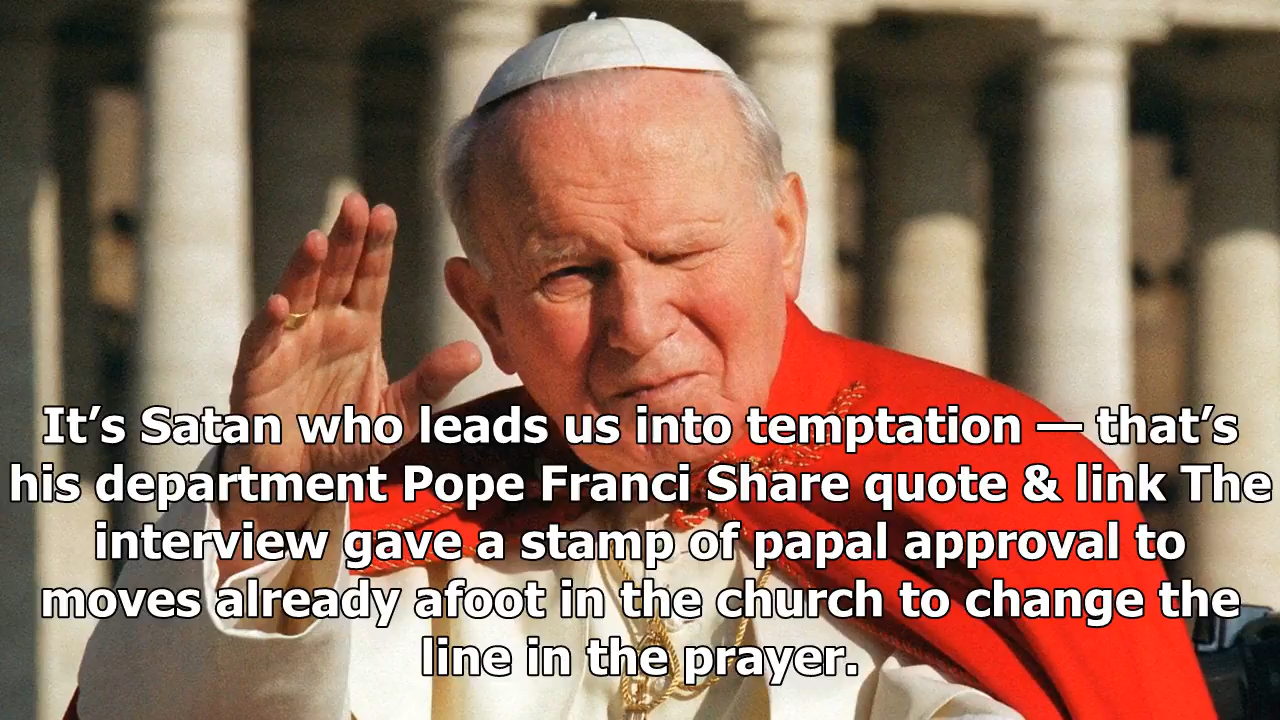 It’s Satan who leads us into temptation — that’s
his department Pope Franci Share quote & link The
interview gave a stamp of papal approval to
moves already afoot in the church to change the
line in the prayer.